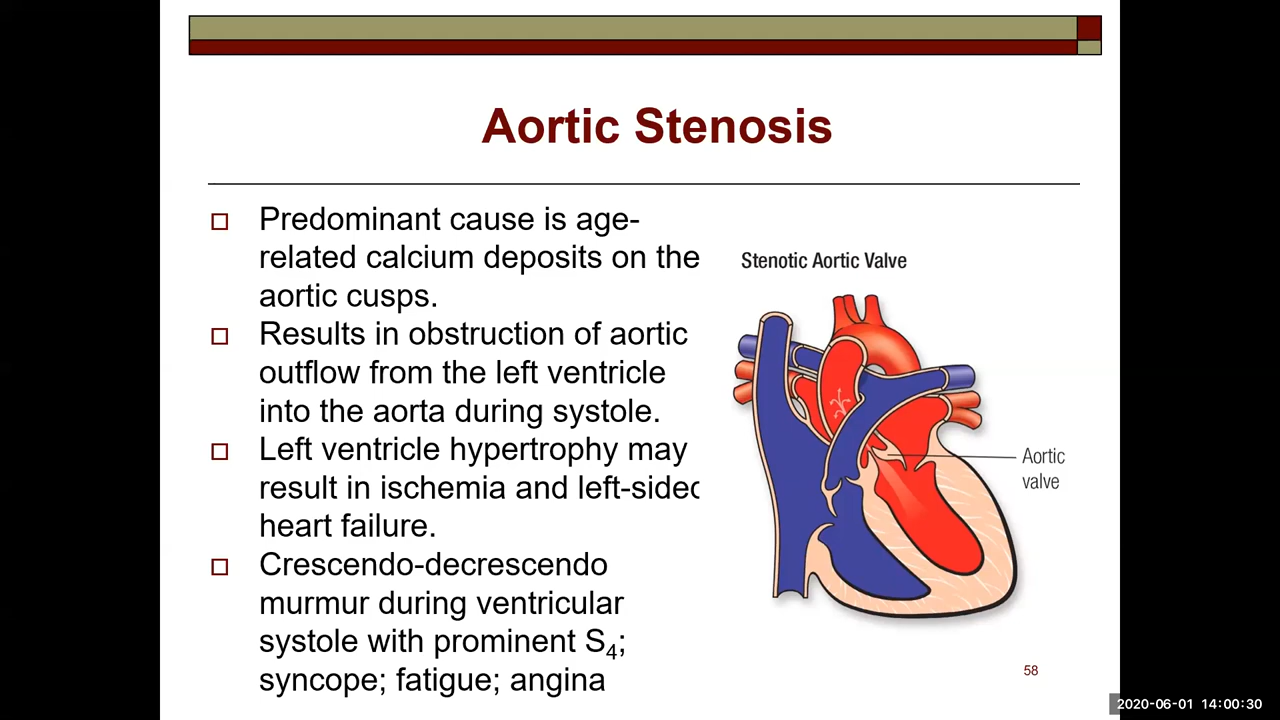 Aortic Stenosis
Predominant cause is age-
related calcium deposits on the
aortic cusps.
Results in obstruction of aortic
outflow from the left ventricle
into the aorta during systole.
Left ventricle hypertrophy may
result in ischemia and left-sided
heart failure.
Crescendo-decrescendo
murmur during ventricular
systole with prominent S4;
syncope; fatigue; angina
Stenotic Aortic Valve
Aortic
valve
58
2020-06-01 14:00:30